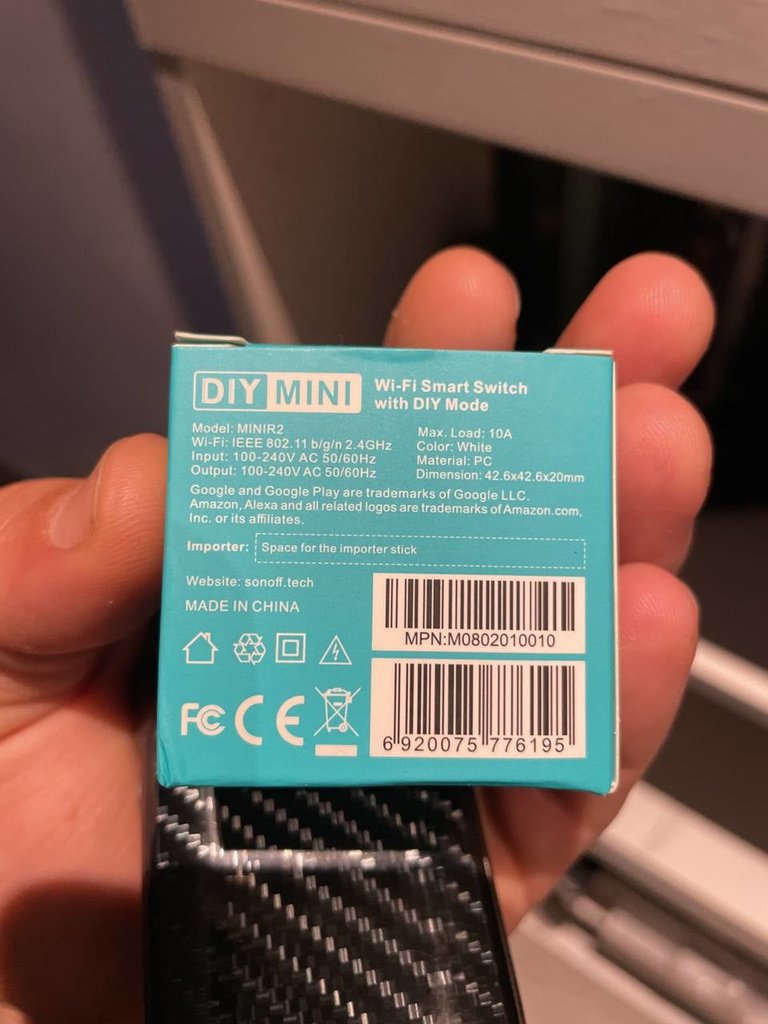 DIY MINI
Wi-Fi Smart Switch
with DIY Mode
Model: MINIR2
Wi-Fi: IEEE 802.11 b/g/n 2.4GHz
Input: 100-240V AC 50/60Hz
Output: 100-240V AC 50/60Hz
Max. Load: 10A
Color: White
Material: PC
Dimension: 42.6x42.6x20mm
Google and Google Play are trademarks of Google LLC.
Amazon, Alexa and all related logos are trademarks of Amazon.com,
Inc. or its affiliates.
Importer: Space for the importer stick
Website: sonoff.tech
MADE IN CHINA
MPN:M0802010010
FC CE
6 920075 776195